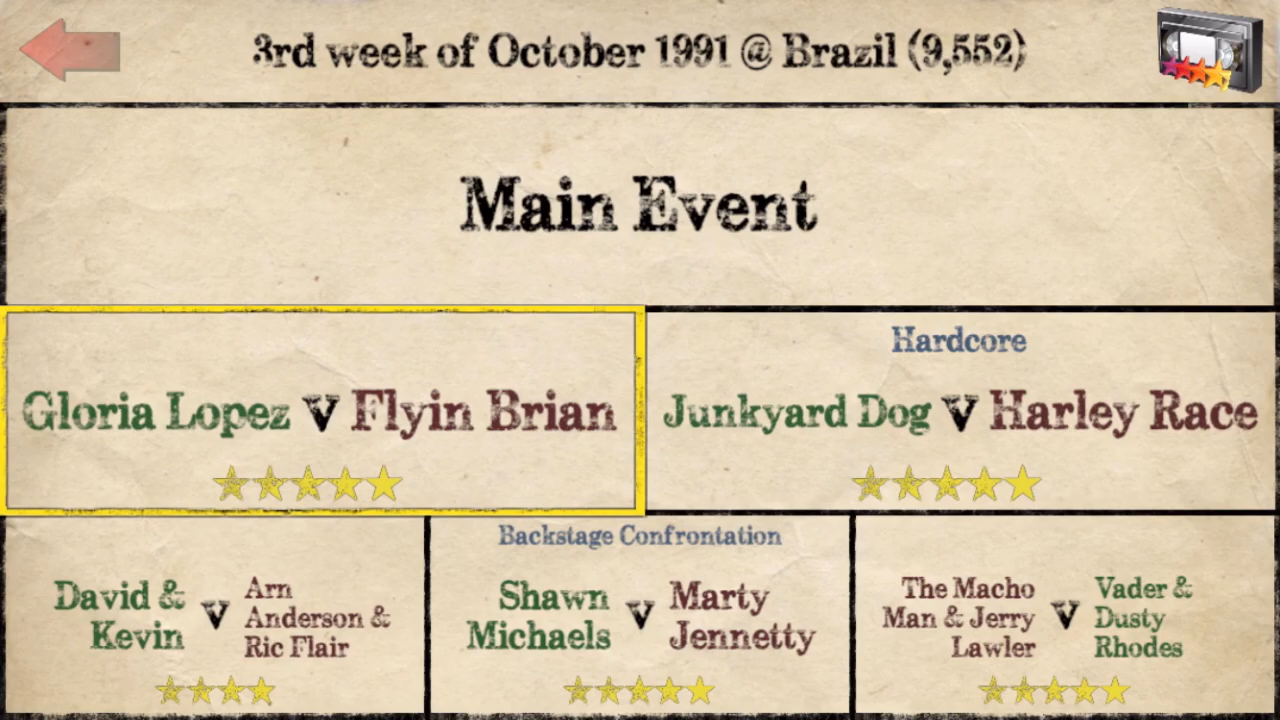 3rd week of October 1991 @ Brazil (9,552)
Main Event
Gloria Lopez v Flyin Brian
Hardcore
Junkyard Dog v Harley Race
David &
Kevin
v
Arn
Anderson &
Ric Flair
Backstage Confrontation
Shawn
Michaels
v
Marty
Jennetty
The Macho
Man & Jerry
Lawler
v
Vader &
Dusty
Rhodes